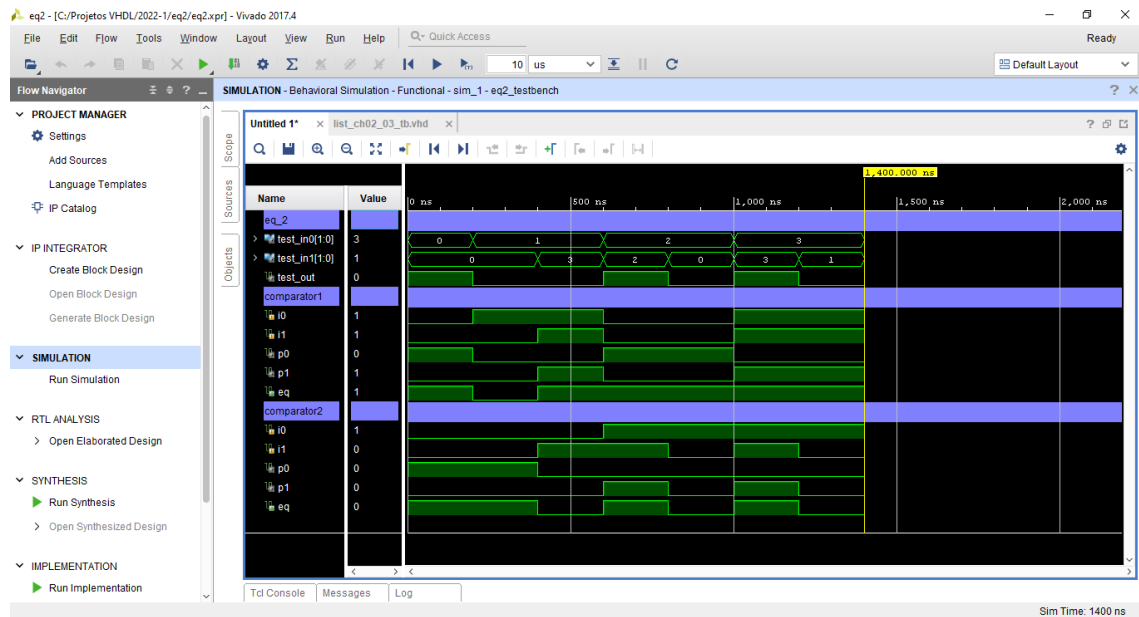 eq2 - [C:/Projetos VHDL/2022-1/eq2/eq2.xpr] - Vivado 2017.4
File Edit Flow Tools Window Layout View Run Help Quick Access
Ready
10 us
Default Layout
Flow Navigator
SIMULATION - Behavioral Simulation - Functional - sim_1 - eq2_testbench
PROJECT MANAGER
Settings
Add Sources
Language Templates
IP Catalog
IP INTEGRATOR
Create Block Design
Open Block Design
Generate Block Design
SIMULATION
Run Simulation
RTL ANALYSIS
Open Elaborated Design
SYNTHESIS
Run Synthesis
Open Synthesized Design
IMPLEMENTATION
Run Implementation
Scope
Sources
Objects
Untitled 1* list_ch02_03_tb.vhd
1,400.000 ns
Name Value 0 ns 500 ns 1,000 ns 1,500 ns 2,000 ns
eq_2
test_in0[1:0] 3 0 1 2 3
test_in1[1:0] 1 0 3 2 0 3 1
test_out 0
comparator1
i0 1
i1 1
p0 0
p1 1
eq 1
comparator2
i0 1
i1 0
p0 0
p1 0
eq 0
Tcl Console Messages Log
Sim Time: 1400 ns